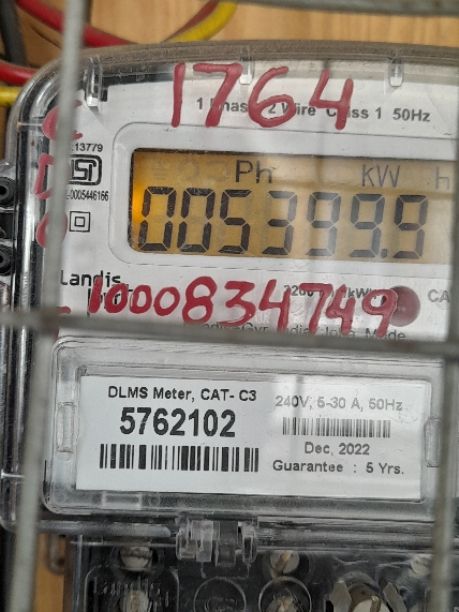 1764
1 Phase 2 Wire Class 1 50Hz
13779
-0005446166
Ph KW h
005399.9
Landis
1000834749
DLMS Meter, CAT- C3
5762102
240V, 5-30 A, 50Hz
Dec, 2022
Guarantee : 5 Yrs.